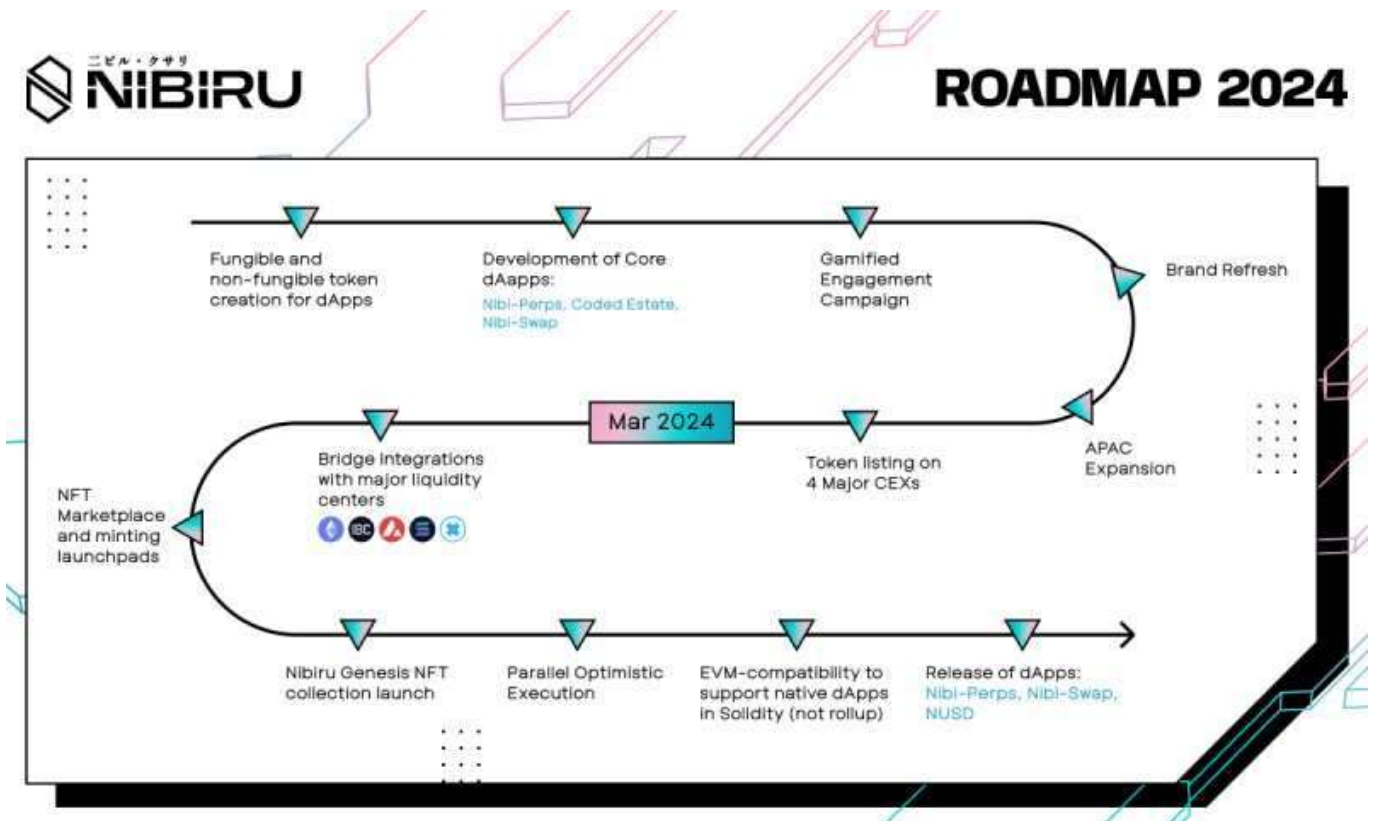 ニビル・クサリ
NIBIRU
ROADMAP 2024
Fungible and
non-fungible token
creation for dApps
Development of Core
dAapps:
Nibi-Perps, Coded Estate,
Nibi-Swap
Gamified
Engagement
Campaign
Brand Refresh
APAC
Expansion
Token listing on
4 Major CEXs
Mar 2024
Bridge Integrations
with major liquidity
centers
IBC
NFT
Marketplace
and minting
launchpads
Nibiru Genesis NFT
collection launch
Parallel Optimistic
Execution
EVM-compatibility to
support native dApps
in Solidity (not rollup)
Release of dApps:
Nibi-Perps, Nibi-Swap,
NUSD